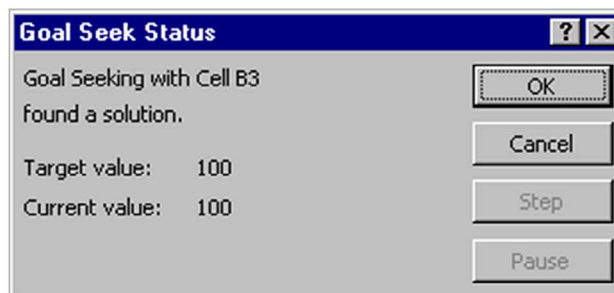 Goal Seek Status
? X
Goal Seeking with Cell B3
found a solution.
Target value: 100
Current value: 100
OK
Cancel
Step
Pause